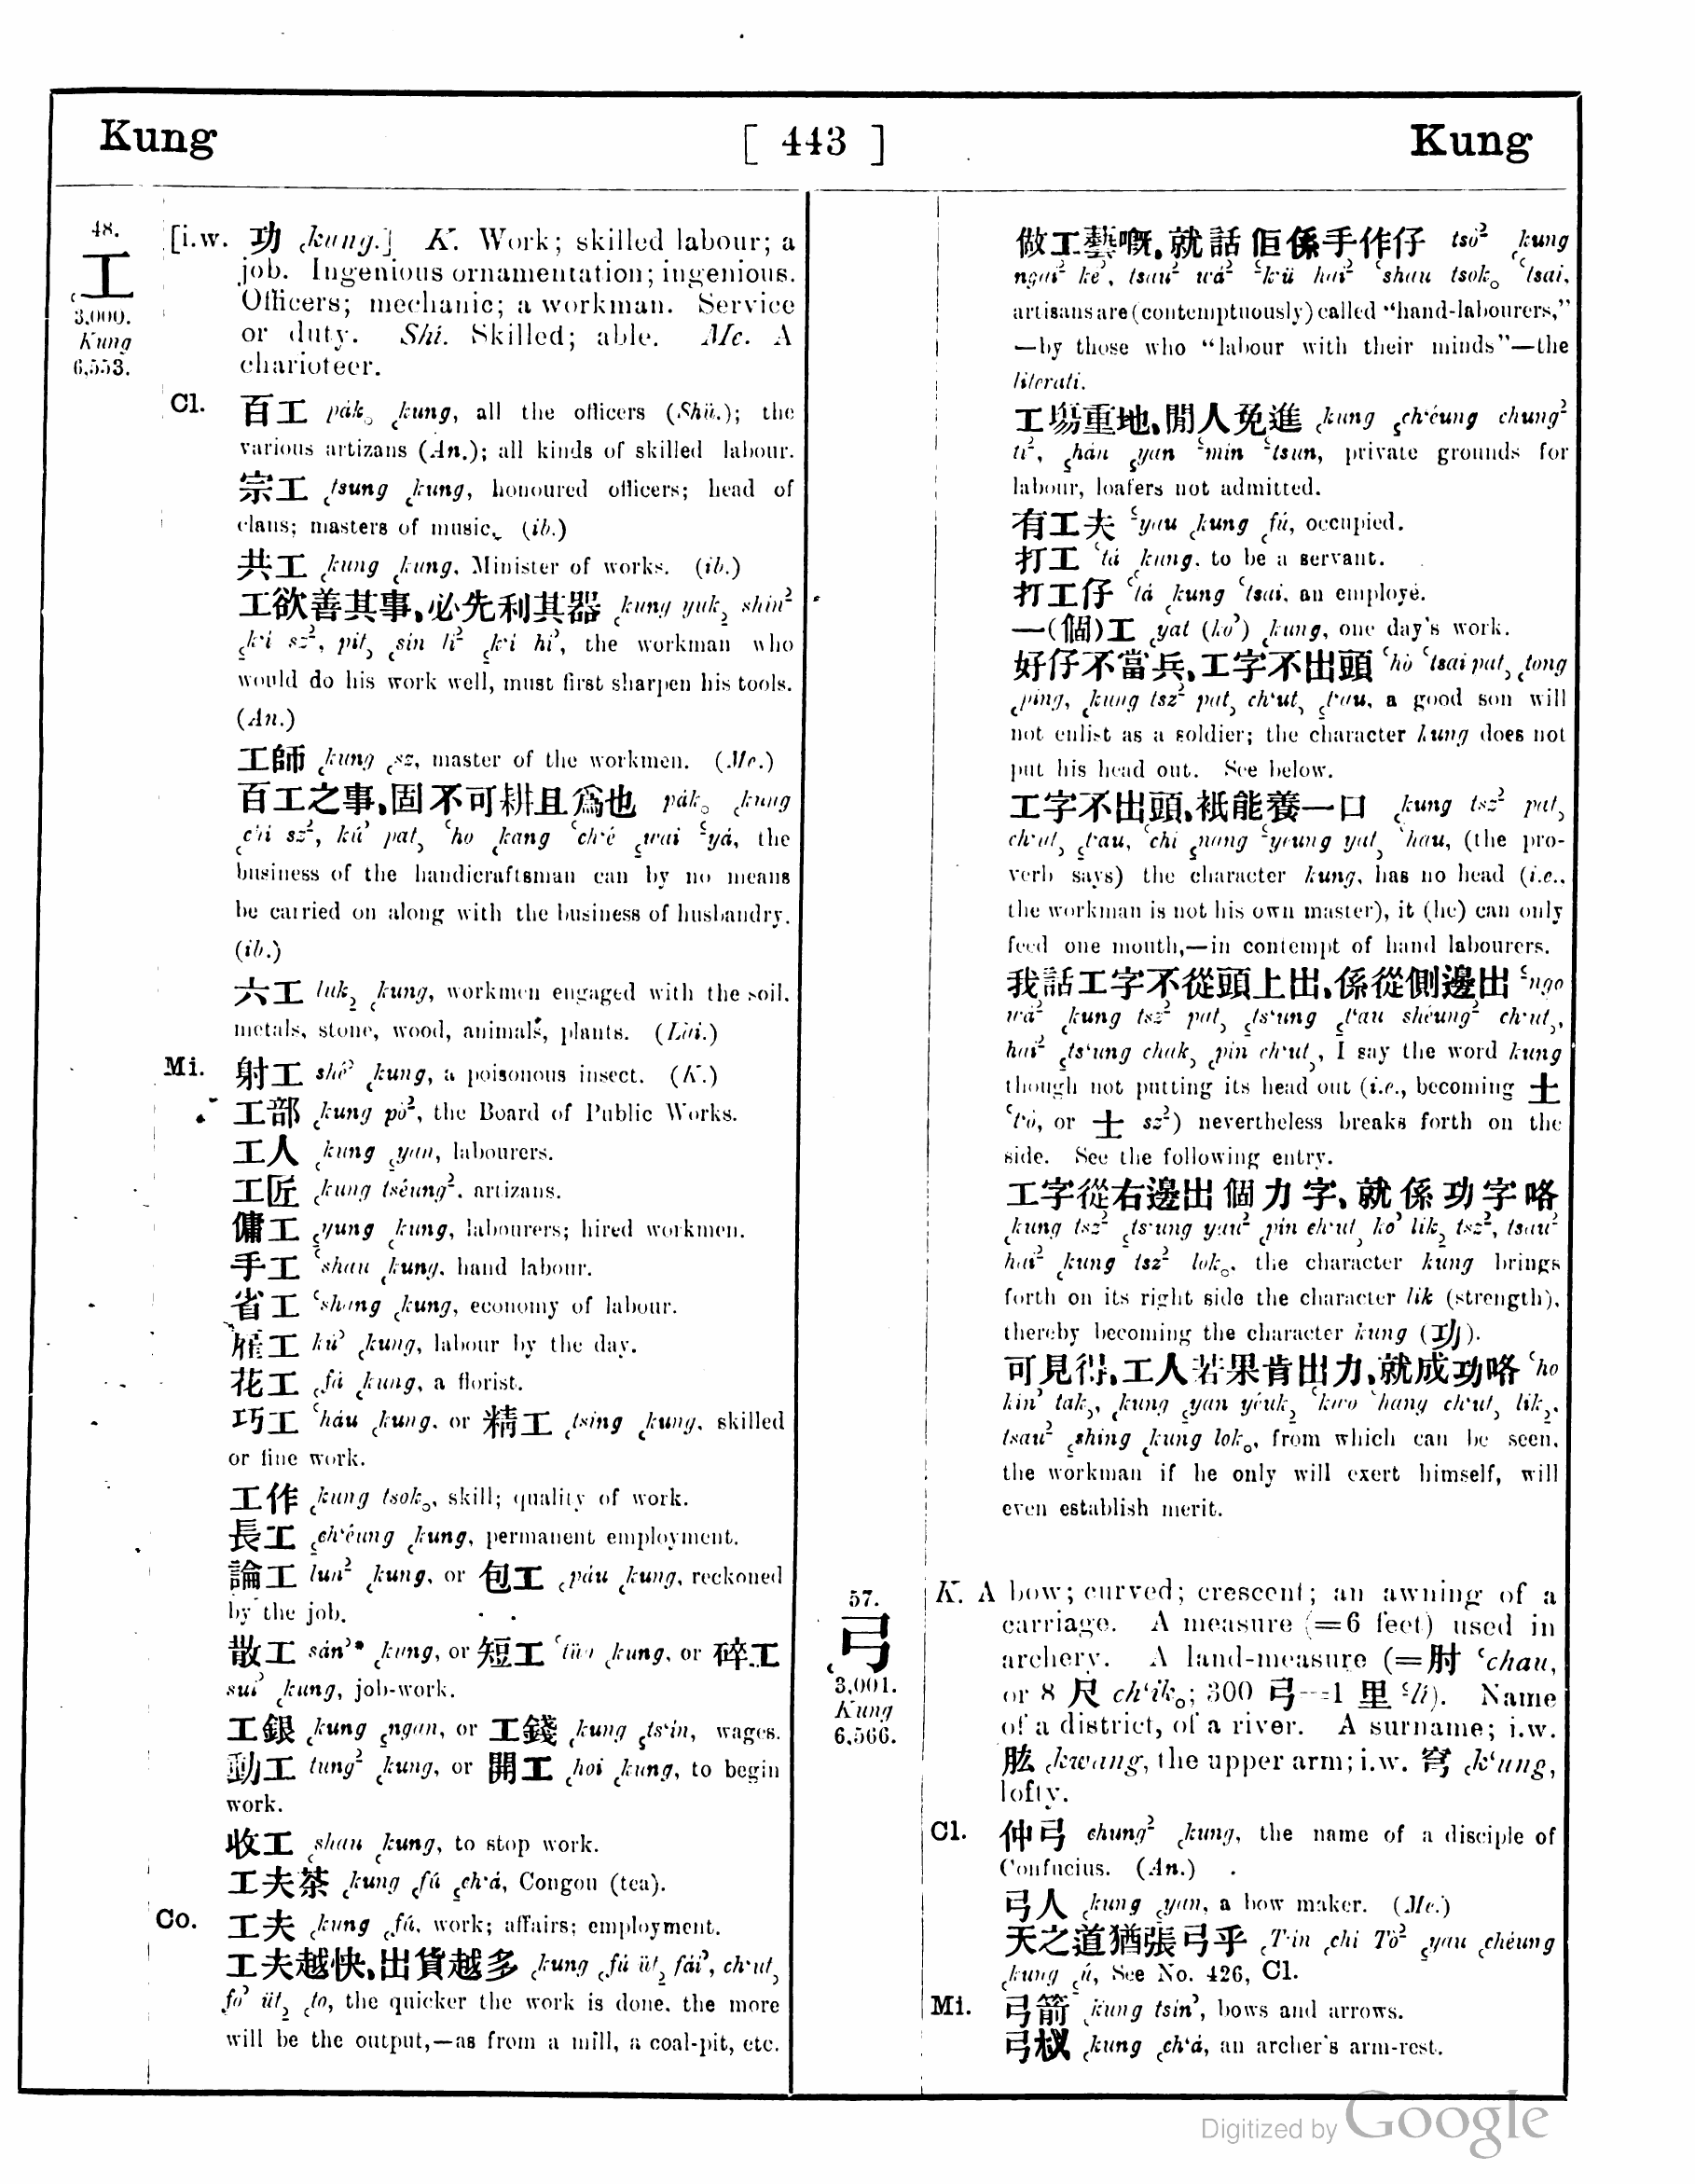 Kung [ 443 ] Kung
48.
工
3,000.
Kung
6,553.
[i.w. 功 ꜀kung.] K. Work; skilled labour; a
job. Ingenious ornamentation; ingenious.
Officers; mechanic; a workman. Service
or duty. Shi. Skilled; able. Mc. A
charioteer.
Cl. 百工 pák꜀ ꜀kung, all the officers (Shü.); the
various artizans (An.); all kinds of skilled labour.
宗工 ꜀tsung ꜀kung, honoured officers; head of
clans; masters of music. (ib.)
共工 ꜀kung ꜀kung. Minister of works. (ib.)
工欲善其事,必先利其器 ꜀kung yuk꜇ shin²
꜁k‘i sz², pit꜆ ꜀sin li² ꜁k‘i hi’, the workman who
would do his work well, must first sharpen his tools.
(An.)
工師 ꜀kung ꜀sz, master of the workmen. (Me.)
百工之事,固不可耕且爲也 pák꜀ ꜀kung
꜀chi sz², kú’ pat꜆ ‘ho ꜀kang ‘ch‘é ꜁wai ‘yá, the
business of the handicraftsman can by no means
be carried on along with the business of husbandry.
(ib.)
六工 luk꜇ ꜀kung, workmen engaged with the soil.
metals, stone, wood, animals, plants. (Lai.)
Mi. 射工 shé² ꜀kung, a poisonous insect. (K.)
工部 ꜀kung pò², the Board of Public Works.
工人 ꜀kung ꜁yan, labourers.
工匠 ꜀kung tséung². artizans.
傭工 ꜁yung ꜀kung, labourers; hired workmen.
手工 ‘shau ꜀kung. hand labour.
省工 ‘shang ꜀kung, economy of labour.
雇工 kú’ ꜀kung, labour by the day.
花工 ꜀fá ꜀kung, a florist.
巧工 ‘háu ꜀kung. or 精工 ꜀tsing ꜀kung. skilled
or fine work.
工作 ꜀kung tsok꜀, skill; quality of work.
長工 ꜁ch‘éung ꜀kung, permanent employment.
論工 lun² ꜀kung, or 包工 ꜀páu ꜀kung, reckoned
by the job.
散工 sán’* ꜀kung, or 短工 ‘tün ꜀kung, or 碎工
sui’ ꜀kung, job-work.
工銀 ꜀kung ꜁ngan, or 工錢 ꜀kung ꜁ts‘in, wages.
動工 tung² ꜀kung, or 開工 ꜀hoi ꜀kung, to begin
work.
收工 ꜀shau ꜀kung, to stop work.
工夫茶 ꜀kung ꜀fú ꜁ch‘á, Congou (tea).
Co. 工夫 ꜀kung ꜀fú, work; affairs; employment.
工夫越快,出貨越多 ꜀kung ꜀fú üt꜇ fái’, ch‘ut꜆
fo’ üt꜇ ꜀to, the quicker the work is done. the more
will be the output,—as from a mill, a coal-pit, etc.
做工藝嘅,就話佢係手作仔 tsò² ꜀kung
ngai² ké’, tsau² wá² ‘k‘ü hai² ‘shau tsok꜀ ‘tsai,
artisans are (contemptuously) called “hand-labourers,”
—by those who “labour with their minds”—the
literati.
工塲重地,閒人免進 ꜀kung ꜁ch‘éung chung²
ti², ꜁hán ꜁yan ‘min ‘tsun, private grounds for
labour, loafers not admitted.
有工夫 ‘yau ꜀kung ꜀fú, occupied.
打工 ‘tá ꜀kung. to be a servant.
打工仔 ‘tá ꜀kung ‘tsai. an employé.
一(個)工 ꜀yat (ko’) ꜀kung, one day's work.
好仔不當兵,工字不出頭 ‘hò ‘tsai pat꜆ ꜀tong
꜀ping, ꜀kung tsz² pat꜆ ch‘ut꜆ ꜁t‘au, a good son will
not enlist as a soldier; the character kung does not
put his head out. See below.
工字不出頭,祗能養一口 ꜀kung tsz² pat꜆
ch‘ut꜆ ꜁t‘au, ‘chi ꜁nang ‘yeung yat꜆ ‘hau, (the pro-
verb says) the character kung, has no head (i.e..
the workman is not his own master), it (he) can only
feed one mouth,—in contempt of hand labourers.
我話工字不從頭上出,係從側邊出 ‘ngo
wá² ꜀kung tsz² pat꜆ ꜁ts‘ung ꜁t‘au shéung² ch‘ut꜆,
hai² ꜁ts‘ung chak꜆ ꜀pin ch‘ut꜆, I say the word kung
though not putting its head out (i.e., becoming 土
‘t‘ò, or 士 sz²) nevertheless breaks forth on the
side. See the following entry.
工字從右邊出個力字,就係功字咯
꜀kung tsz² ꜁ts‘ung yau² ꜀pin ch‘ut꜆ ko’ lik꜇ tsz², tsau²
hai² ꜀kung tsz² lok꜀. the character kung brings
forth on its right side the character lik (strength),
thereby becoming the character kung (功).
可見得,工人若果肯出力,就成功咯 ‘ho
kin’ tak꜆, ꜀kung ꜁yan yéuk꜇ ‘kwo ‘hang ch‘ut꜆ lik꜇,
tsau² ꜁shing ꜀kung lok꜀, from which can be seen.
the workman if he only will exert himself, will
even establish merit.
57.
弓
3,001.
Kung
6,566.
K. A bow; curved; crescent; an awning of a
carriage. A measure (=6 feet) used in
archery. A land-measure (=肘 ‘chau,
or 8 尺 ch‘ik꜀; 300 弓=1 里 ‘li). Name
of a district, of a river. A surname; i.w.
肱 ꜀kwang, the upper arm; i.w. 穹 ꜁k‘ung,
lofty.
Cl. 仲弓 chung² ꜀kung, the name of a disciple of
Confucius. (An.)
弓人 ꜀kung ꜁yan, a bow maker. (Me.)
天之道猶張弓乎 ꜀T‘in ꜀chi Tò² ꜁yau ꜀chéung
꜀kung ꜁ú, See No. 426, Cl.
Mi. 弓箭 ꜀kung tsin’, bows and arrows.
꜀kung ꜀ch‘á, an archer's arm-rest.
Digitized by Google